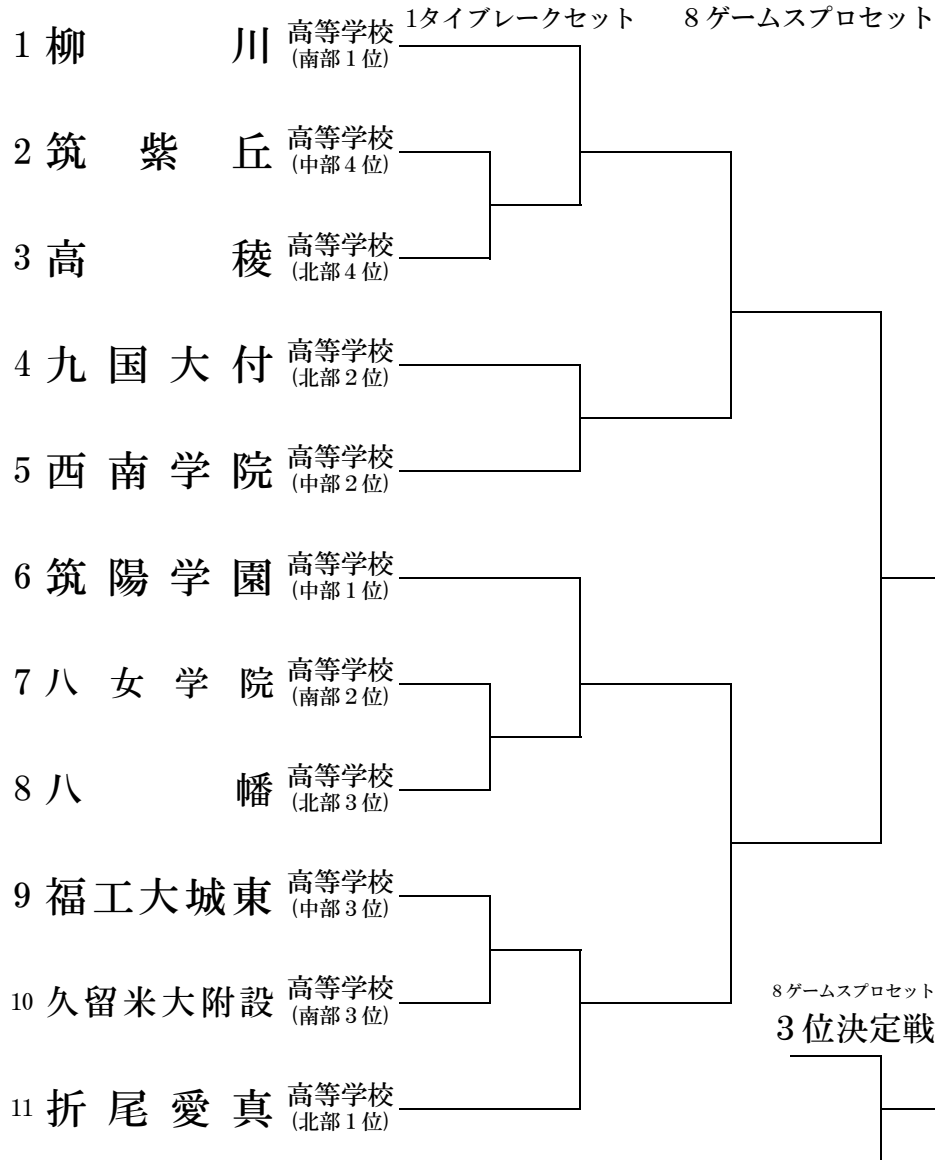 1タイブレークセット 8ゲームスプロセット
1 柳川 高等学校
(南部1位)
2 筑紫丘 高等学校
(中部4位)
3 高稜 高等学校
(北部4位)
4 九国大付 高等学校
(北部2位)
5 西南学院 高等学校
(中部2位)
6 筑陽学園 高等学校
(中部1位)
7 八女学院 高等学校
(南部2位)
8 八幡 高等学校
(北部3位)
9 福工大城東 高等学校
(中部3位)
10 久留米大附設 高等学校
(南部3位)
11 折尾愛真 高等学校
(北部1位)
8ゲームスプロセット
3位決定戦